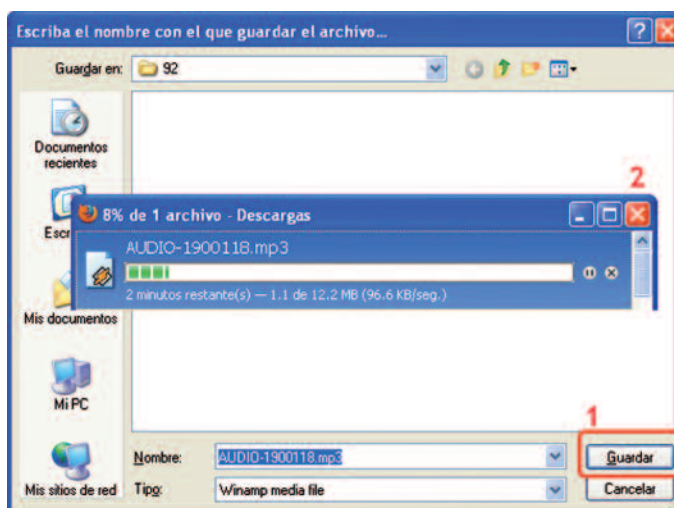 Escriba el nombre con el que guardar el archivo...
Guardar en:
92
Documentos
recientes
2
8% de 1 archivo - Descargas
AUDIO-1900118.mp3
2 minutos restante(s) — 1.1 de 12.2 MB (96.6 KB/seg.)
Mis documentos
Mi PC
1
Nombre:
AUDIO-1900118.mp3
Guardar
Mis sitios de red
Tipo:
Winamp media file
Cancelar